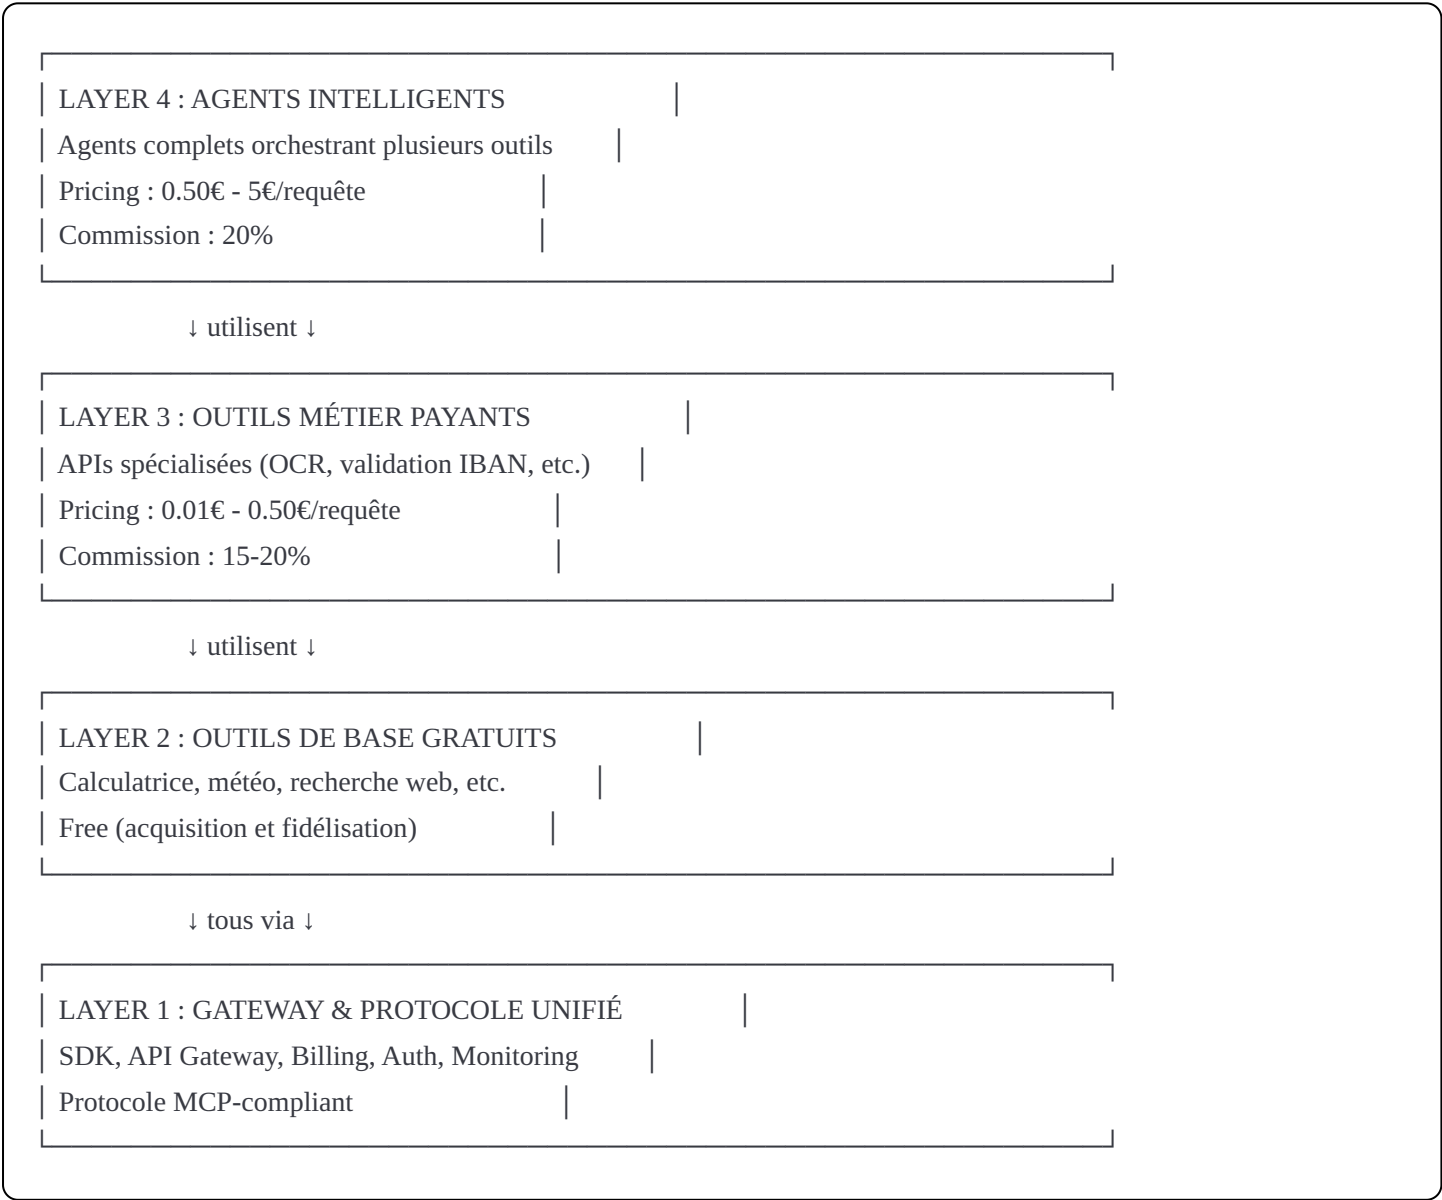 LAYER 4 : AGENTS INTELLIGENTS
Agents complets orchestrant plusieurs outils
Pricing : 0.50€ - 5€/requête
Commission : 20%
↓ utilisent ↓
LAYER 3 : OUTILS MÉTIER PAYANTS
APIs spécialisées (OCR, validation IBAN, etc.)
Pricing : 0.01€ - 0.50€/requête
Commission : 15-20%
↓ utilisent ↓
LAYER 2 : OUTILS DE BASE GRATUITS
Calculatrice, météo, recherche web, etc.
Free (acquisition et fidélisation)
↓ tous via ↓
LAYER 1 : GATEWAY & PROTOCOLE UNIFIÉ
SDK, API Gateway, Billing, Auth, Monitoring
Protocole MCP-compliant